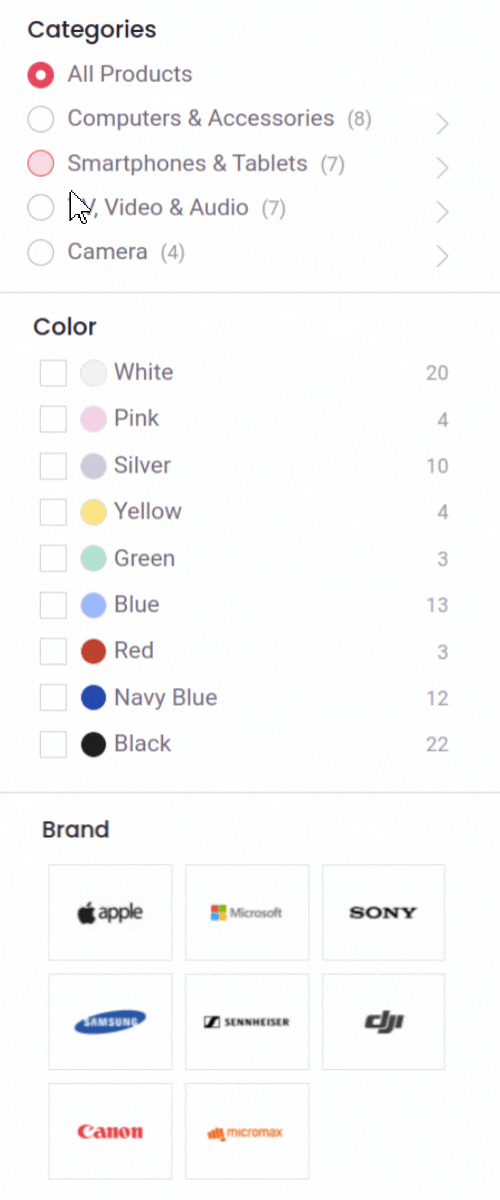 Categories
All Products
Computers & Accessories (8)
Smartphones & Tablets (7)
Video & Audio (7)
Camera (4)
Color
White 20
Pink 4
Silver 10
Yellow 4
Green 3
Blue 13
Red 3
Navy Blue 12
Black 22
Brand
apple Microsoft SONY
SAMSUNG SENNHEISER dji
Canon micromax